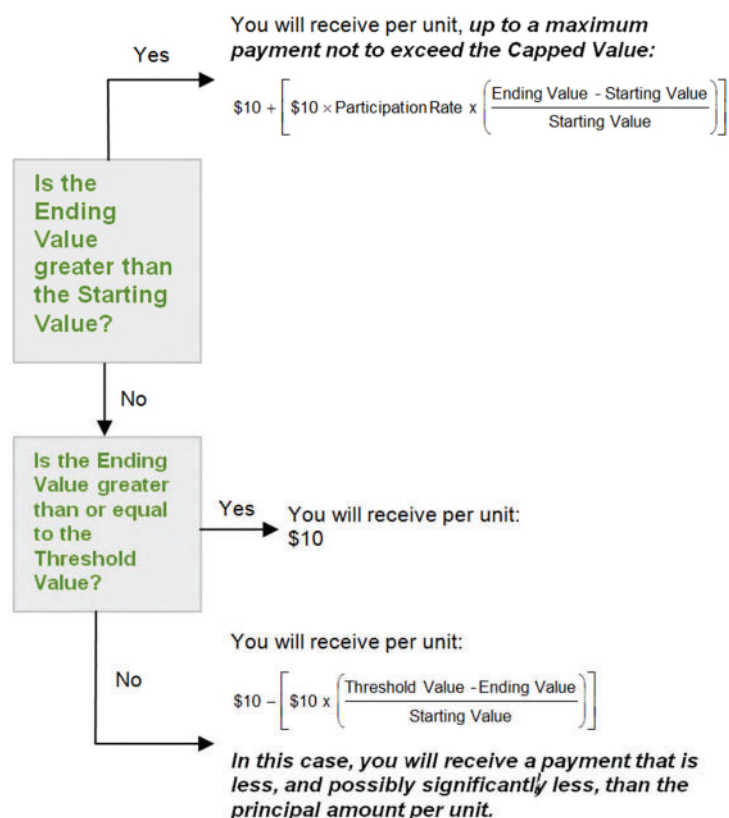 You will receive per unit, up to a maximum
payment not to exceed the Capped Value:
Yes
$10 + [ $10 × Participation Rate x ( Ending Value - Starting Value / Starting Value ) ]
Is the
Ending
Value
greater than
the Starting
Value?
No
Is the Ending
Value greater
than or equal
to the
Threshold
Value?
Yes
You will receive per unit:
$10
You will receive per unit:
No
$10 – [ $10 x ( Threshold Value - Ending Value / Starting Value ) ]
In this case, you will receive a payment that is
less, and possibly significantly less, than the
principal amount per unit.